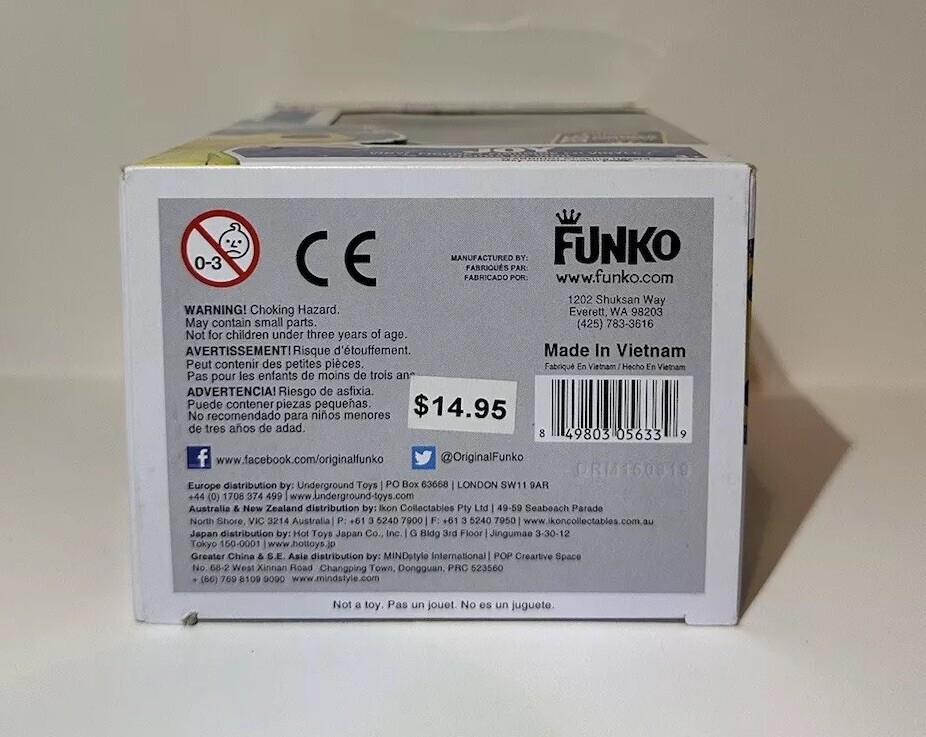 JOY
0-3
CE
MANUFACTURED BY:
FABRIQUÉS PAR:
FABRICADO POR:
FUNKO
www.funko.com
1202 Shuksan Way
Everett, WA 98203
(425) 783-3616
WARNING! Choking Hazard.
May contain small parts.
Not for children under three years of age.
AVERTISSEMENT! Risque d'étouffement.
Peut contenir des petites pièces.
Pas pour les enfants de moins de trois ans
ADVERTENCIA! Riesgo de asfixia.
Puede contener piezas pequeñas.
No recomendado para niños menores
de tres años de adad.
$14.95
Made In Vietnam
Fabriqué En Vietnam / Hecho En Vietnam
8 49803 05633 9
f www.facebook.com/originalfunko
@OriginalFunko
DRM150319
Europe distribution by: Underground Toys | PO Box 63668 | LONDON SW11 9AR
+44 (0) 1708 374 499 | www.underground-toys.com
Australia & New Zealand distribution by: Ikon Collectables Pty Ltd | 49-59 Seabeach Parade
North Shore, VIC 3214 Australia | P: +61 3 5240 7900 | F: +61 3 5240 7950 | www.ikoncollectables.com.au
Japan distribution by: Hot Toys Japan Co., Inc. | G Bldg 3rd Floor | Jingumae 3-30-12
Tokyo 150-0001 | www.hottoys.jp
Greater China & S.E. Asia distribution by: MINDstyle International | POP Creative Space
No. 68-2 West Xinnan Road Changping Town, Dongguan, PRC 523560
+ (86) 769 8109 9090 www.mindstyle.com
Not a toy. Pas un jouet. No es un juguete.